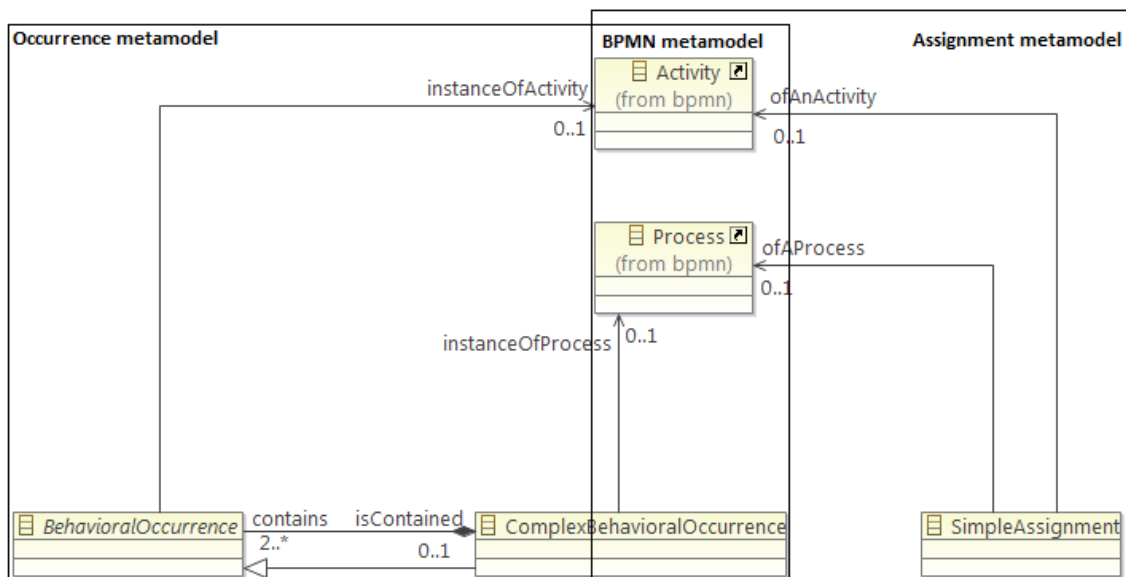 Occurrence metamodel
BPMN metamodel
Assignment metamodel
Activity
(from bpmn)
instanceOfActivity
0..1
ofAnActivity
0..1
Process
(from bpmn)
ofAProcess
0..1
instanceOfProcess
0..1
BehavioralOccurrence
contains
2..*
isContained
0..1
ComplexBehavioralOccurrence
SimpleAssignment